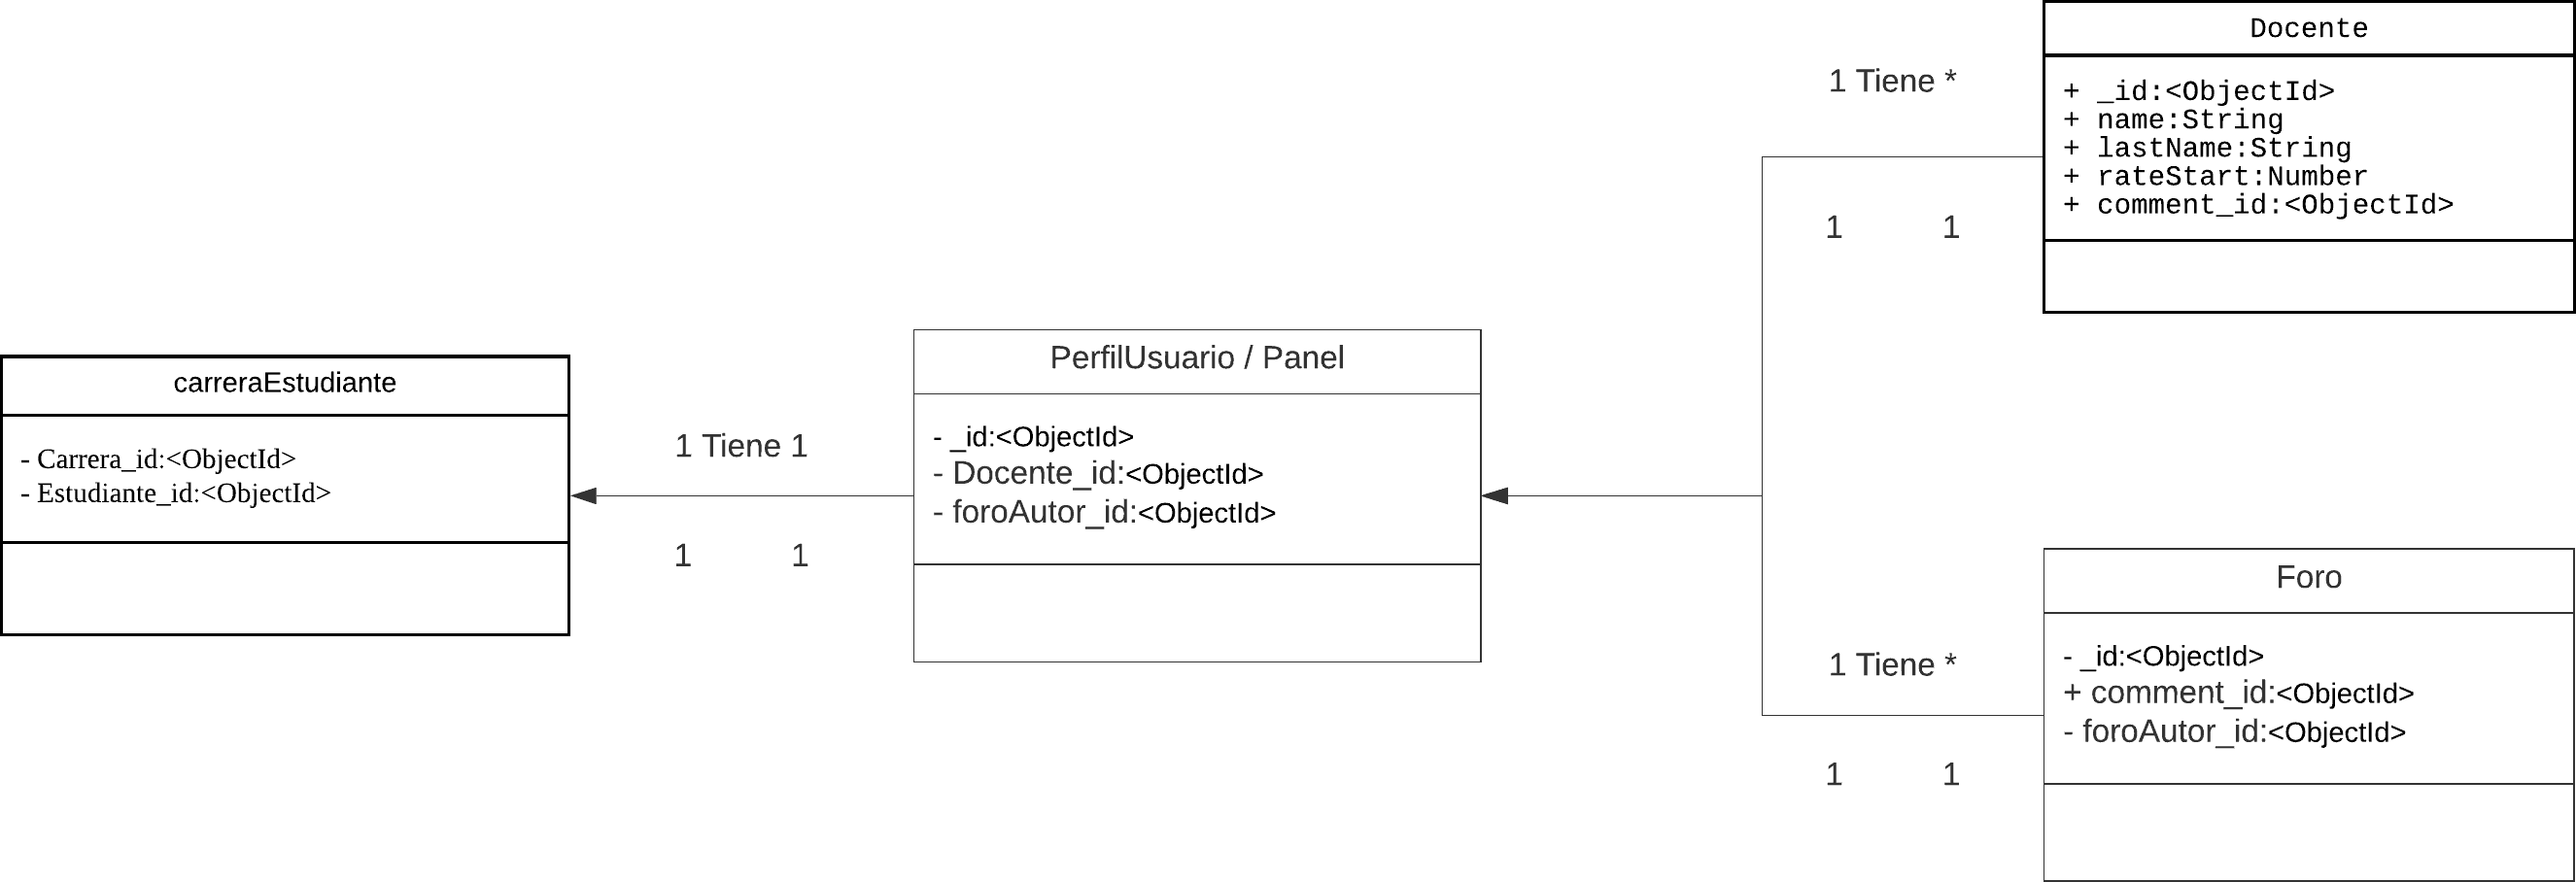 carreraEstudiante
- Carrera_id:<ObjectId>
- Estudiante_id:<ObjectId>
1 Tiene 1
1 1
PerfilUsuario / Panel
- _id:<ObjectId>
- Docente_id:<ObjectId>
- foroAutor_id:<ObjectId>
1 Tiene *
1 1
Docente
+ _id:<ObjectId>
+ name:String
+ lastName:String
+ rateStart:Number
+ comment_id:<ObjectId>
1 Tiene *
1 1
Foro
- _id:<ObjectId>
+ comment_id:<ObjectId>
- foroAutor_id:<ObjectId>